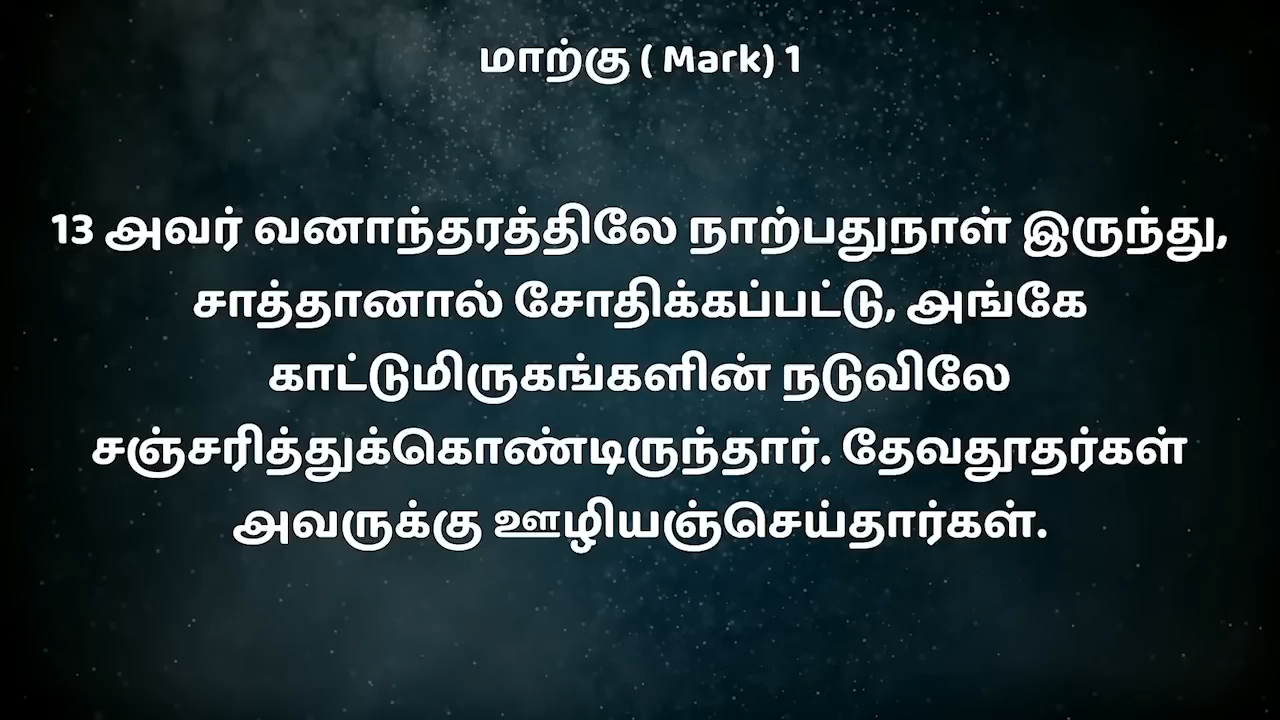 மாற்கு ( Mark) 1
13 அவர் வனாந்தரத்திலே நாற்பதுநாள் இருந்து,
சாத்தானால் சோதிக்கப்பட்டு, அங்கே
காட்டுமிருகங்களின் நடுவிலே
சஞ்சரித்துக்கொண்டிருந்தார். தேவதூதர்கள்
அவருக்கு ஊழியஞ்செய்தார்கள்.